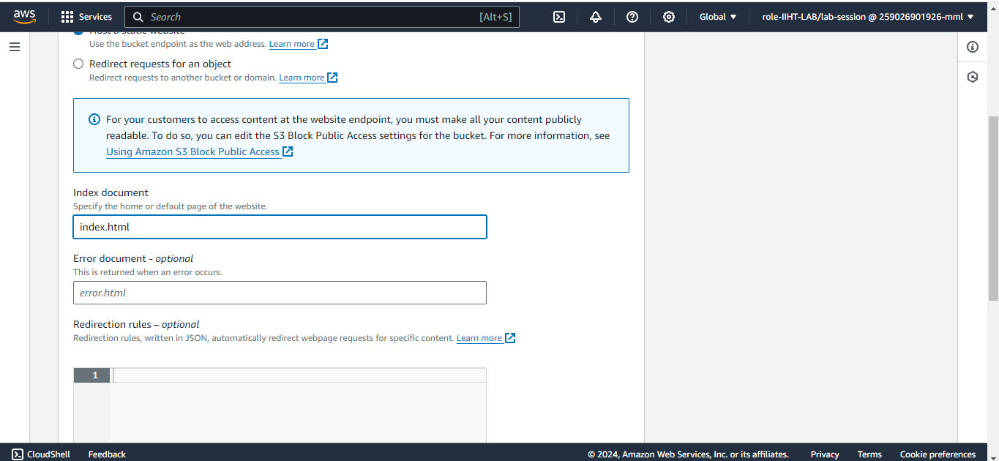 aws
Services
Search
[Alt+S]
Global
role-IIHT-LAB/lab-session @ 259026901926-mml
Host a static website
Use the bucket endpoint as the web address. Learn more
Redirect requests for an object
Redirect requests to another bucket or domain. Learn more
For your customers to access content at the website endpoint, you must make all your content publicly
readable. To do so, you can edit the S3 Block Public Access settings for the bucket. For more information, see
Using Amazon S3 Block Public Access
Index document
Specify the home or default page of the website.
index.html
Error document - optional
This is returned when an error occurs.
error.html
Redirection rules – optional
Redirection rules, written in JSON, automatically redirect webpage requests for specific content. Learn more
1
CloudShell
Feedback
© 2024, Amazon Web Services, Inc. or its affiliates.
Privacy
Terms
Cookie preferences